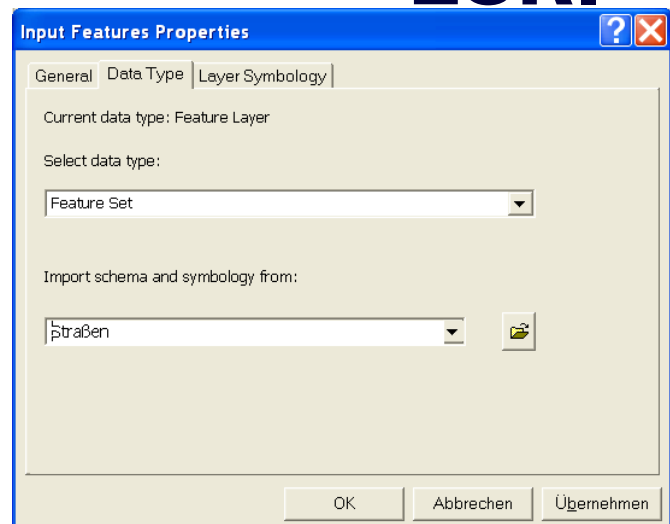 Input Features Properties
General Data Type Layer Symbology
Current data type: Feature Layer
Select data type:
Feature Set
Import schema and symbology from:
Straßen
OK Abbrechen Übernehmen